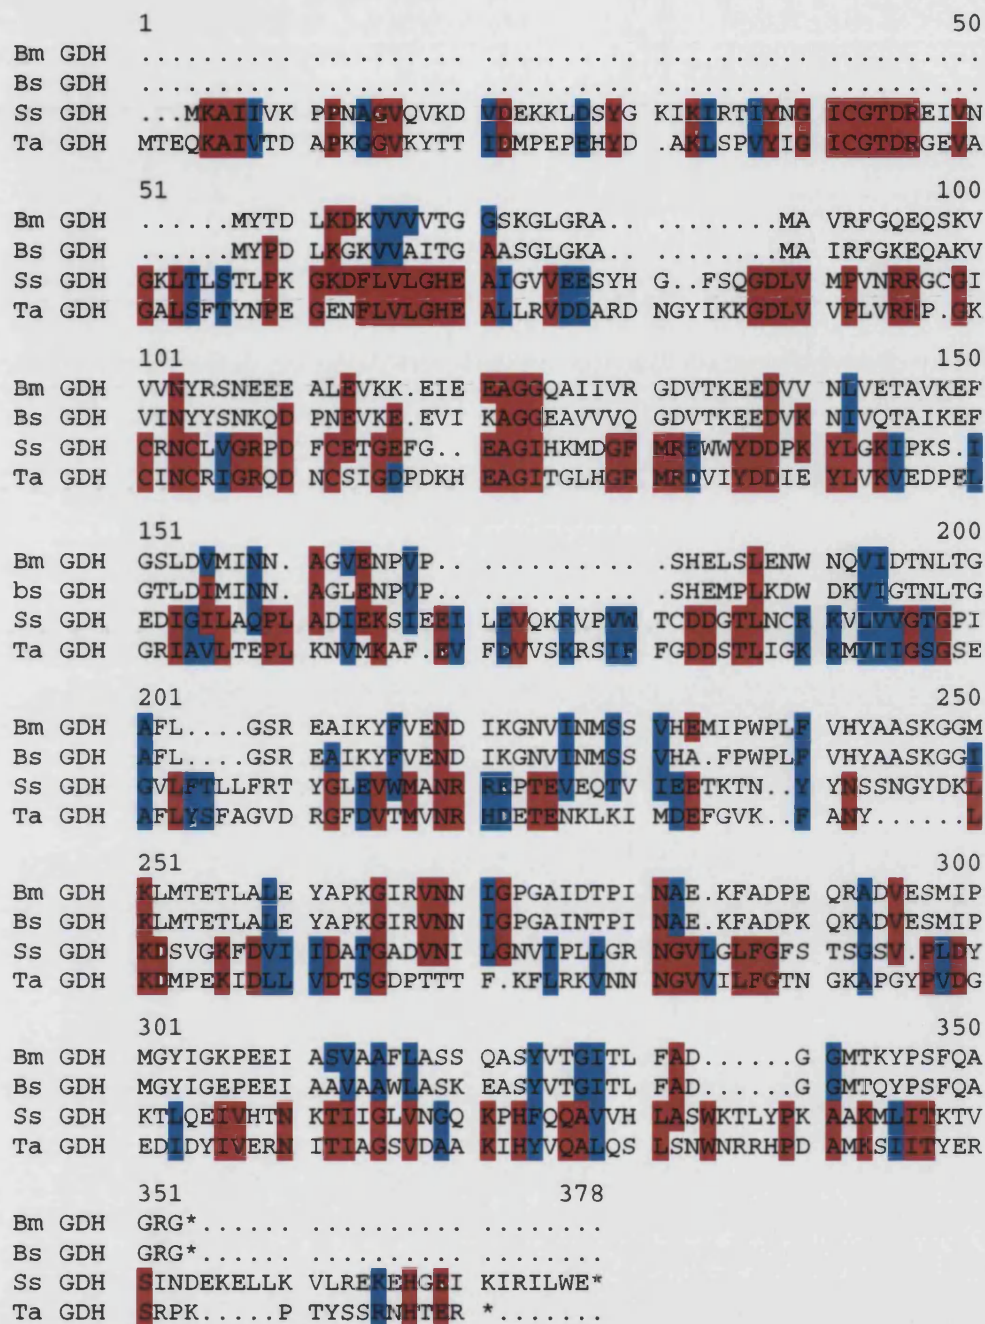 1 50
Bm GDH .......... .......... .......... .......... ..........
Bs GDH .......... .......... .......... .......... ..........
Ss GDH ...MKAIIVK PPNAGVQVKD VDEKKLDSYG KIKIRTIYNG ICGTDREIVN
Ta GDH MTEQKAIVTD APKGGVKYTT IDMPEPEHYD .AKLSPVYIG ICGTDRGEVA
51 100
Bm GDH ......MYTD LKDKVVVVTG GSKGLGRA.. ........MA VRFGQEQSKV
Bs GDH ......MYPD LKGKVVAITG AASGLGKA.. ........MA IRFGKEQAKV
Ss GDH GKLTLSTLPK GKDFLVLGHE AIGVVEESYH G..FSQGDLV MPVNRRGCGI
Ta GDH GALSFTYNPE GENFLVLGHE ALLRVDDARD NGYIKKGDLV VPLVRRP.GK
101 150
Bm GDH VVNYRSNEEE ALEVKK.EIE EAGGQAIIVR GDVTKEEDVV NLVETAVKEF
Bs GDH VINYYSNKQD PNEVKE.EVI KAGGEAVVVQ GDVTKEEDVK NIVQTAIKEF
Ss GDH CRNCLVGRPD FCETGEFG.. EAGIHKMDGF MREWWYDDPK YLGKIPKS.I
Ta GDH CINCRIGRQD NCSIGDPDKH EAGITGLHGF MRDVIYDDIE YLVKVEDPEL
151 200
Bm GDH GSLDVMINN. AGVENPVP.. .......... .SHELSLENW NQVIDTNLTG
bs GDH GTLDIMINN. AGLENPVP.. .......... .SHEMPLKDW DKVIGTNLTG
Ss GDH EDIGILAQPL ADIEKSIEEI LEVQKRVPVW TCDDGTLNCR KVLVVGTGPI
Ta GDH GRIAVLTEPL KNVMKAF.EV FDVVSKRSIF FGDDSTLIGK RMVIIGSGSE
201 250
Bm GDH AFL....GSR EAIKYFVEND IKGNVINMSS VHEMIPWPLF VHYAASKGGM
Bs GDH AFL....GSR EAIKYFVEND IKGNVINMSS VHA.FPWPLF VHYAASKGGI
Ss GDH GVLFTLLFRT YGLEVWMANR REPTEVEQTV IEETKTN..Y YNSSNGYDKL
Ta GDH AFLYSFAGVD RGFDVTMVNR HDETENKLKI MDEFGVK..F ANY......L
251 300
Bm GDH KLMTETLALE YAPKGIRVNN IGPGAIDTPI NAE.KFADPE QRADVESMIP
Bs GDH KLMTETLALE YAPKGIRVNN IGPGAINTPI NAE.KFADPK QKADVESMIP
Ss GDH KDSVGKFDVI IDATGADVNI LGNVIPLLGR NGVLGLFGFS TSGSV.PLDY
Ta GDH KDMPEKIDLL VDTSGDPTTT F.KFLRKVNN NGVVILFGTN GKAPGYPVDG
301 350
Bm GDH MGYIGKPEEI ASVAAFLASS QASYVTGITL FAD......G GMTKYPSFQA
Bs GDH MGYIGEPEEI AAVAAWLASK EASYVTGITL FAD......G GMTQYPSFQA
Ss GDH KTLQEIVHTN KTIIGLVNGQ KPHFQQAVVH LASWKTLYPK AAKMLITKTV
Ta GDH EDIDYIVERN ITIAGSVDAA KIHYVQALQS LSNWNRRHPD AMKSIITYER
351 378
Bm GDH GRG*...... .......... ........
Bs GDH GRG*...... .......... ........
Ss GDH SINDEKELLK VLREKEHGEI KIRILWE*
Ta GDH SRPK.....P TYSSRNHTER *.......